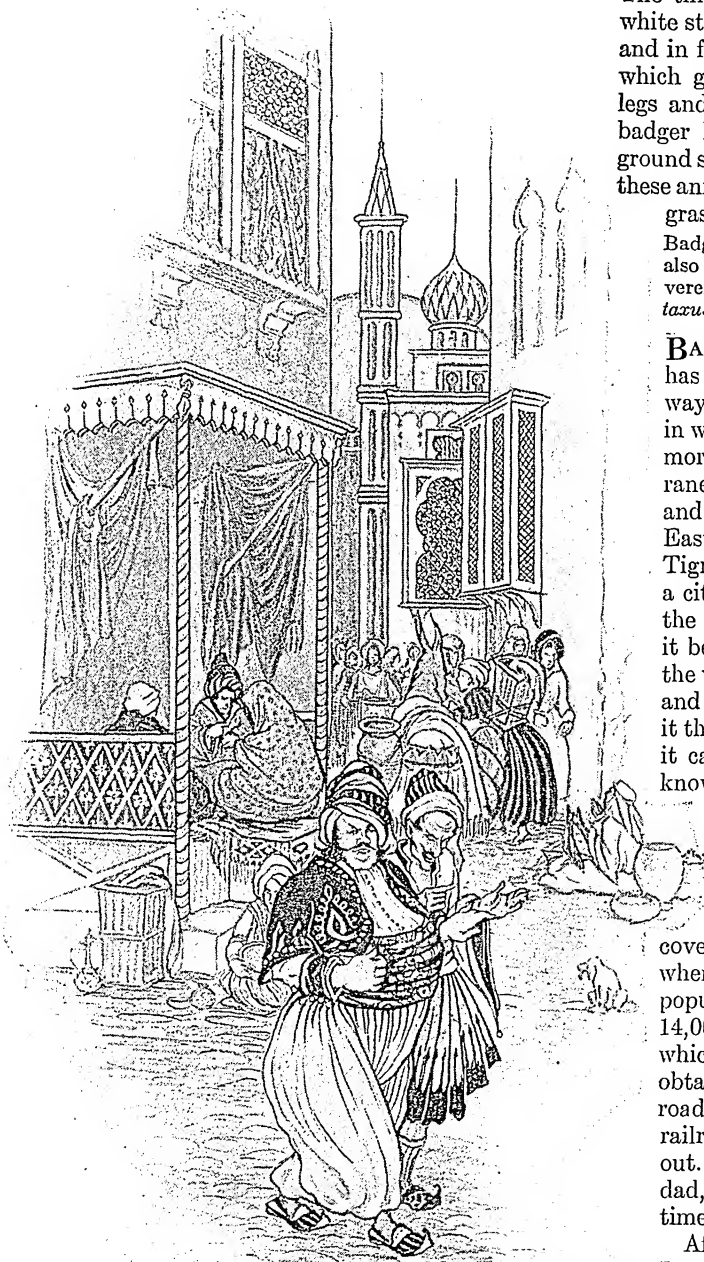 white st
and in f
which g
legs and
badger
ground s
these ani
gras
Badg
also
vere
taxu
BA
has
way
in w
mor
rane
and
East
Tigr
a cit
the
it be
the v
and
it th
it ca
know
cove
when
popu
14,00
whic
obta
road
railr
out.
dad,
time
Af